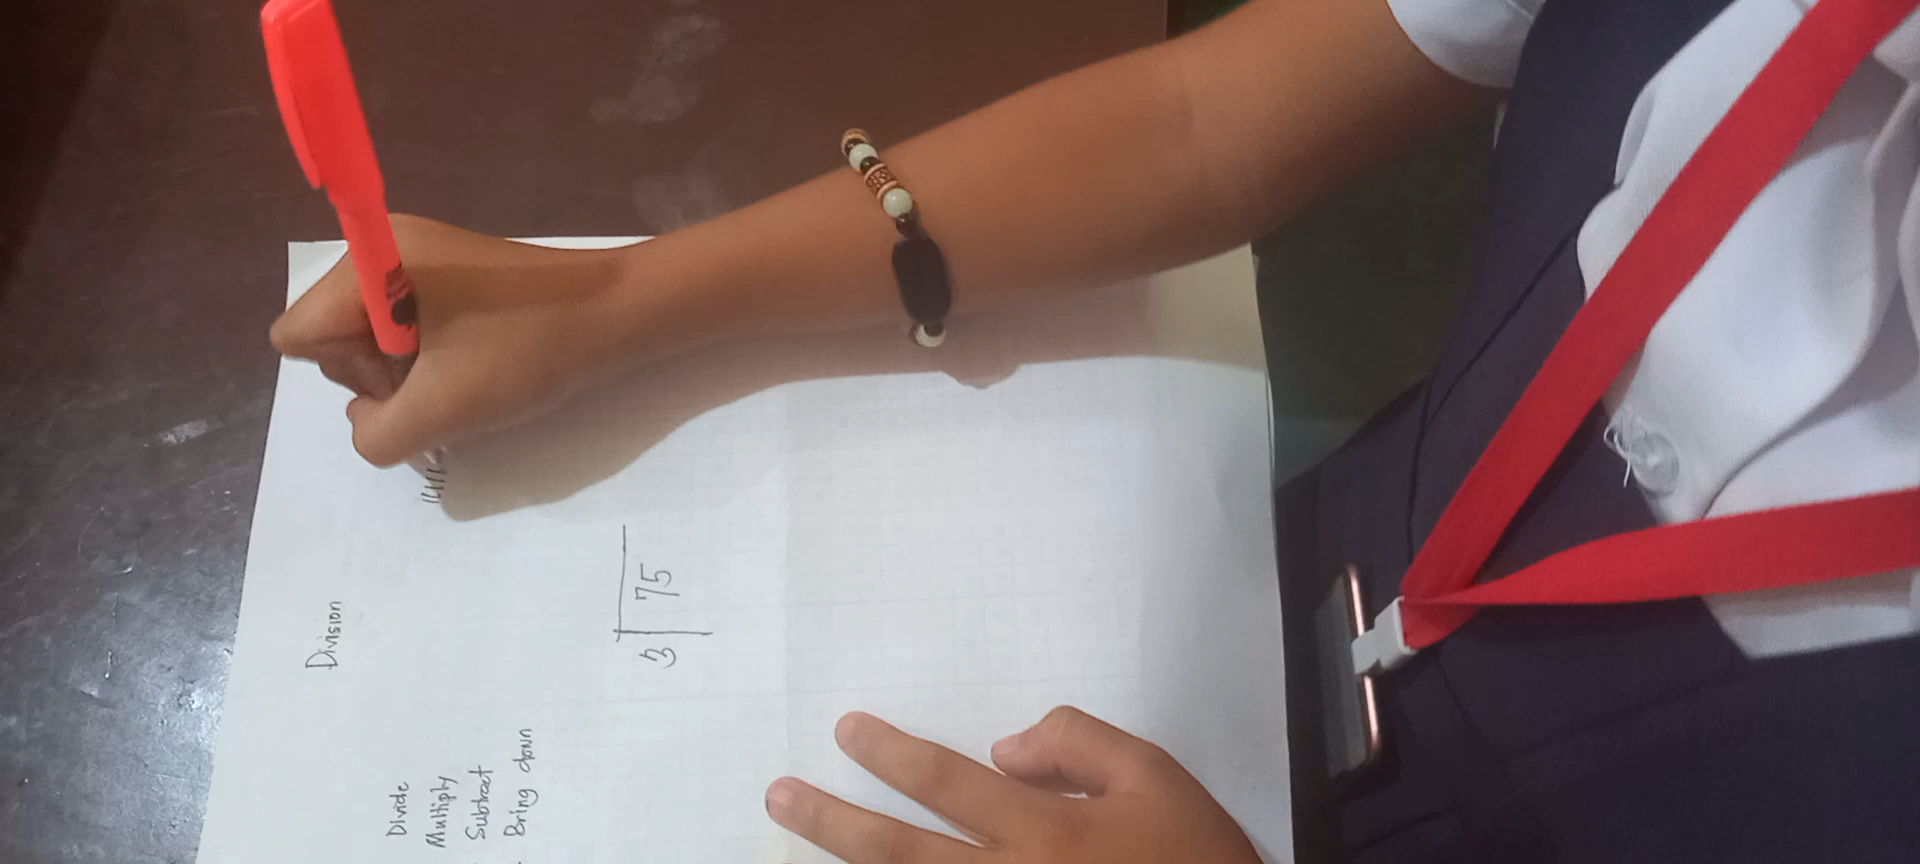 Division
Divide
Multiply
Subtract
Bring down
3 75